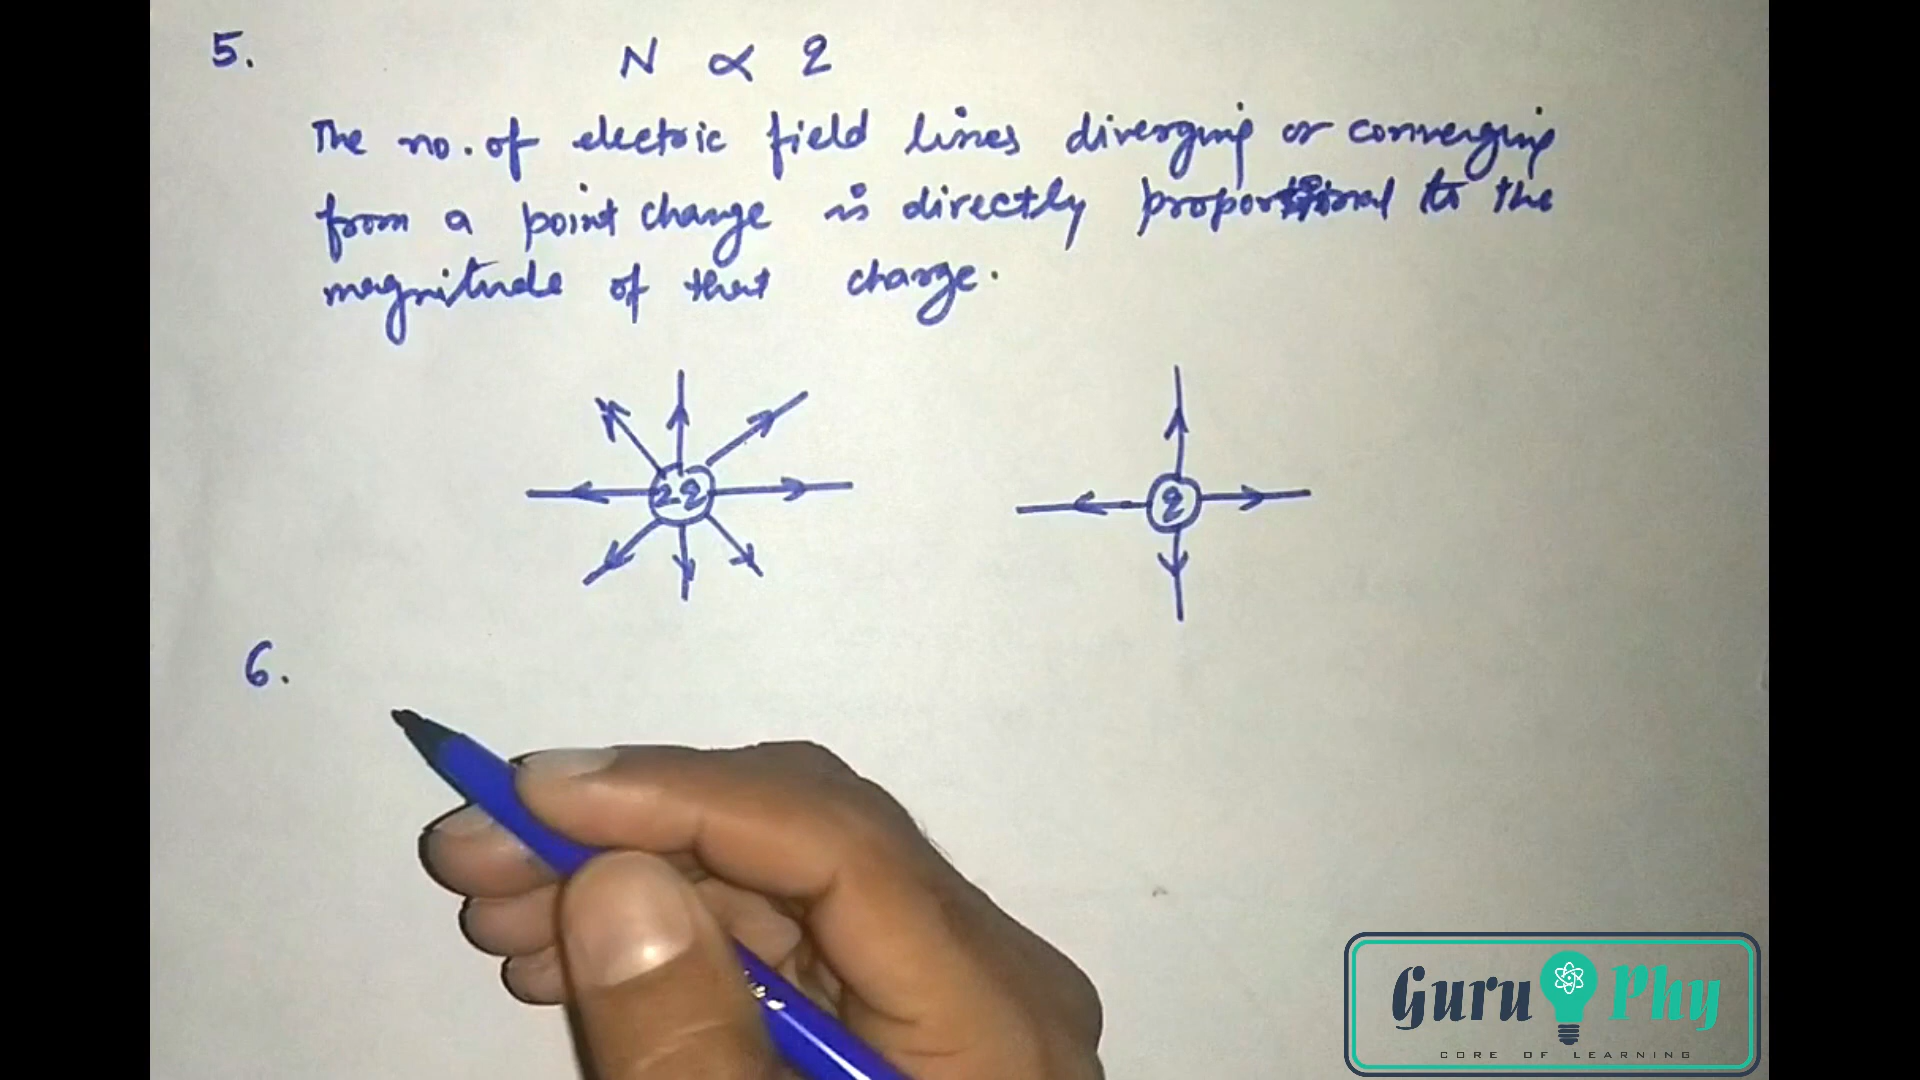 5. N ∝ q
The no. of electric field lines diverging or converging
from a point charge is directly proportional to the
magnitude of that charge.
2q q
6.
Guru Phy
CORE OF LEARNING